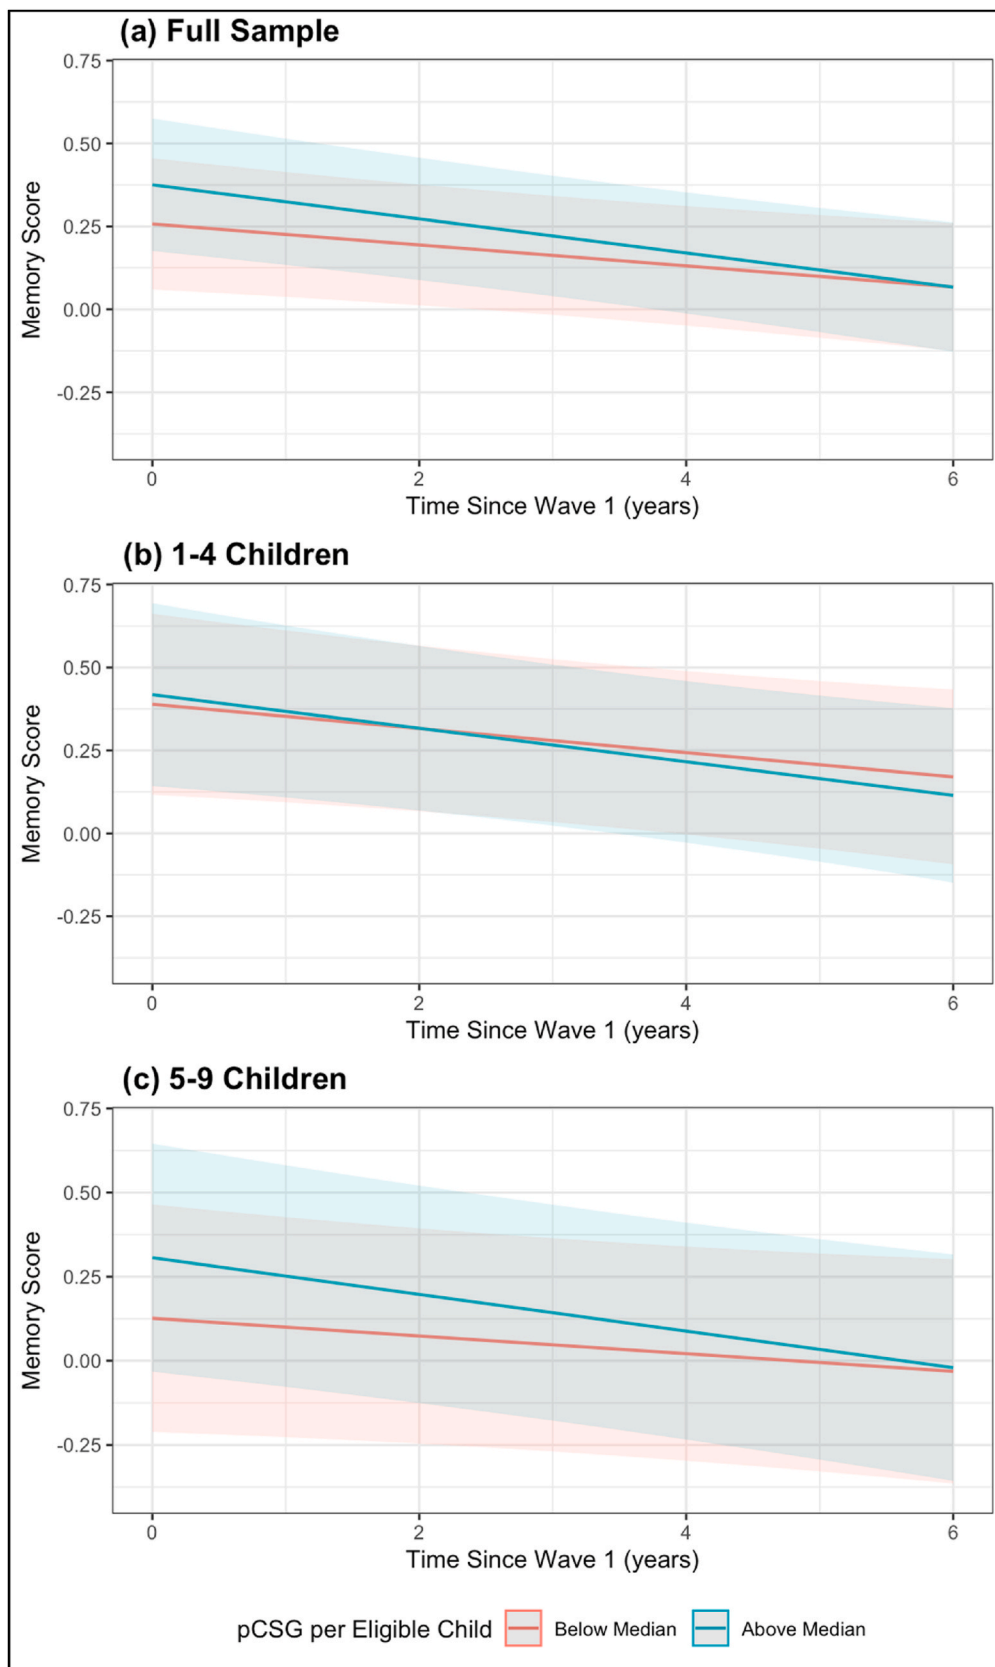 (a) Full Sample
0.75
0.50
0.25
0.00
-0.25
Memory Score
0 2 4 6
Time Since Wave 1 (years)
(b) 1-4 Children
0.75
0.50
0.25
0.00
-0.25
Memory Score
0 2 4 6
Time Since Wave 1 (years)
(c) 5-9 Children
0.75
0.50
0.25
0.00
-0.25
Memory Score
0 2 4 6
Time Since Wave 1 (years)
pCSG per Eligible Child Below Median Above Median